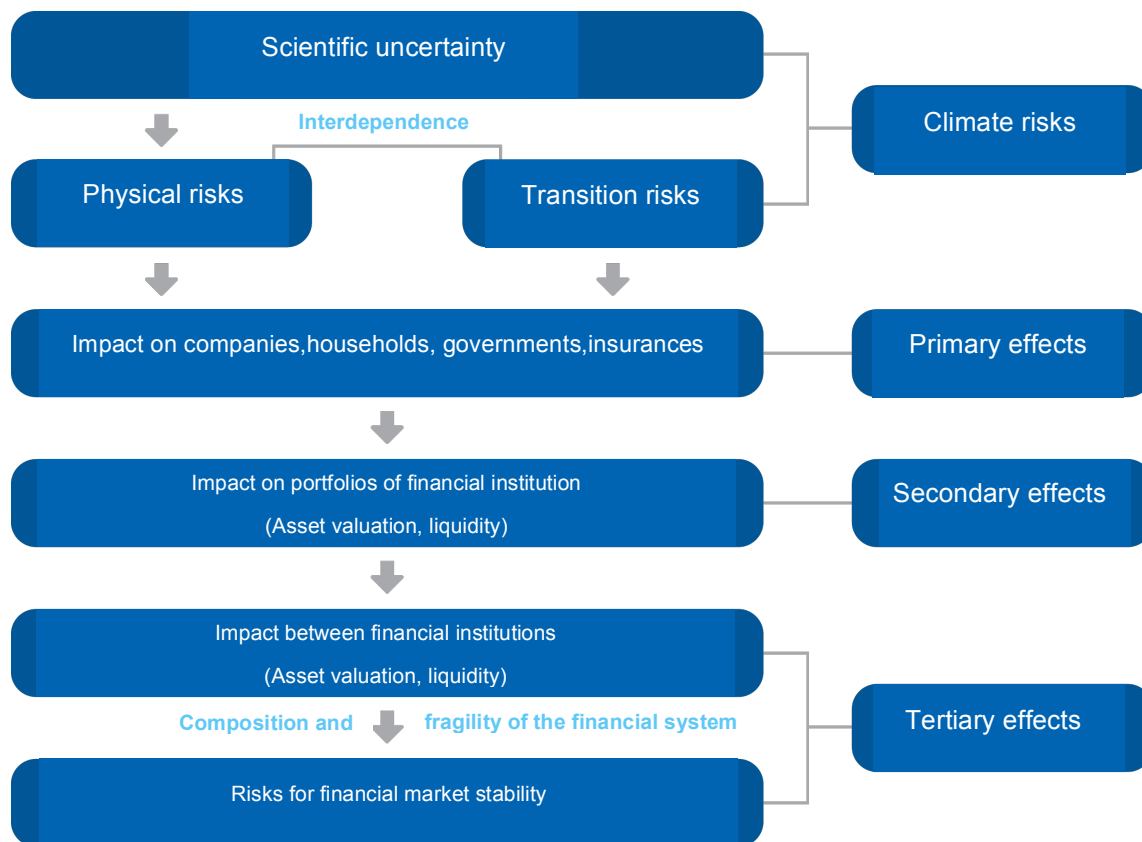 Scientific uncertainty
Interdependence
Climate risks
Physical risks
Transition risks
Impact on companies,households, governments,insurances
Primary effects
Impact on portfolios of financial institution
(Asset valuation, liquidity)
Secondary effects
Impact between financial institutions
(Asset valuation, liquidity)
Composition and fragility of the financial system
Tertiary effects
Risks for financial market stability